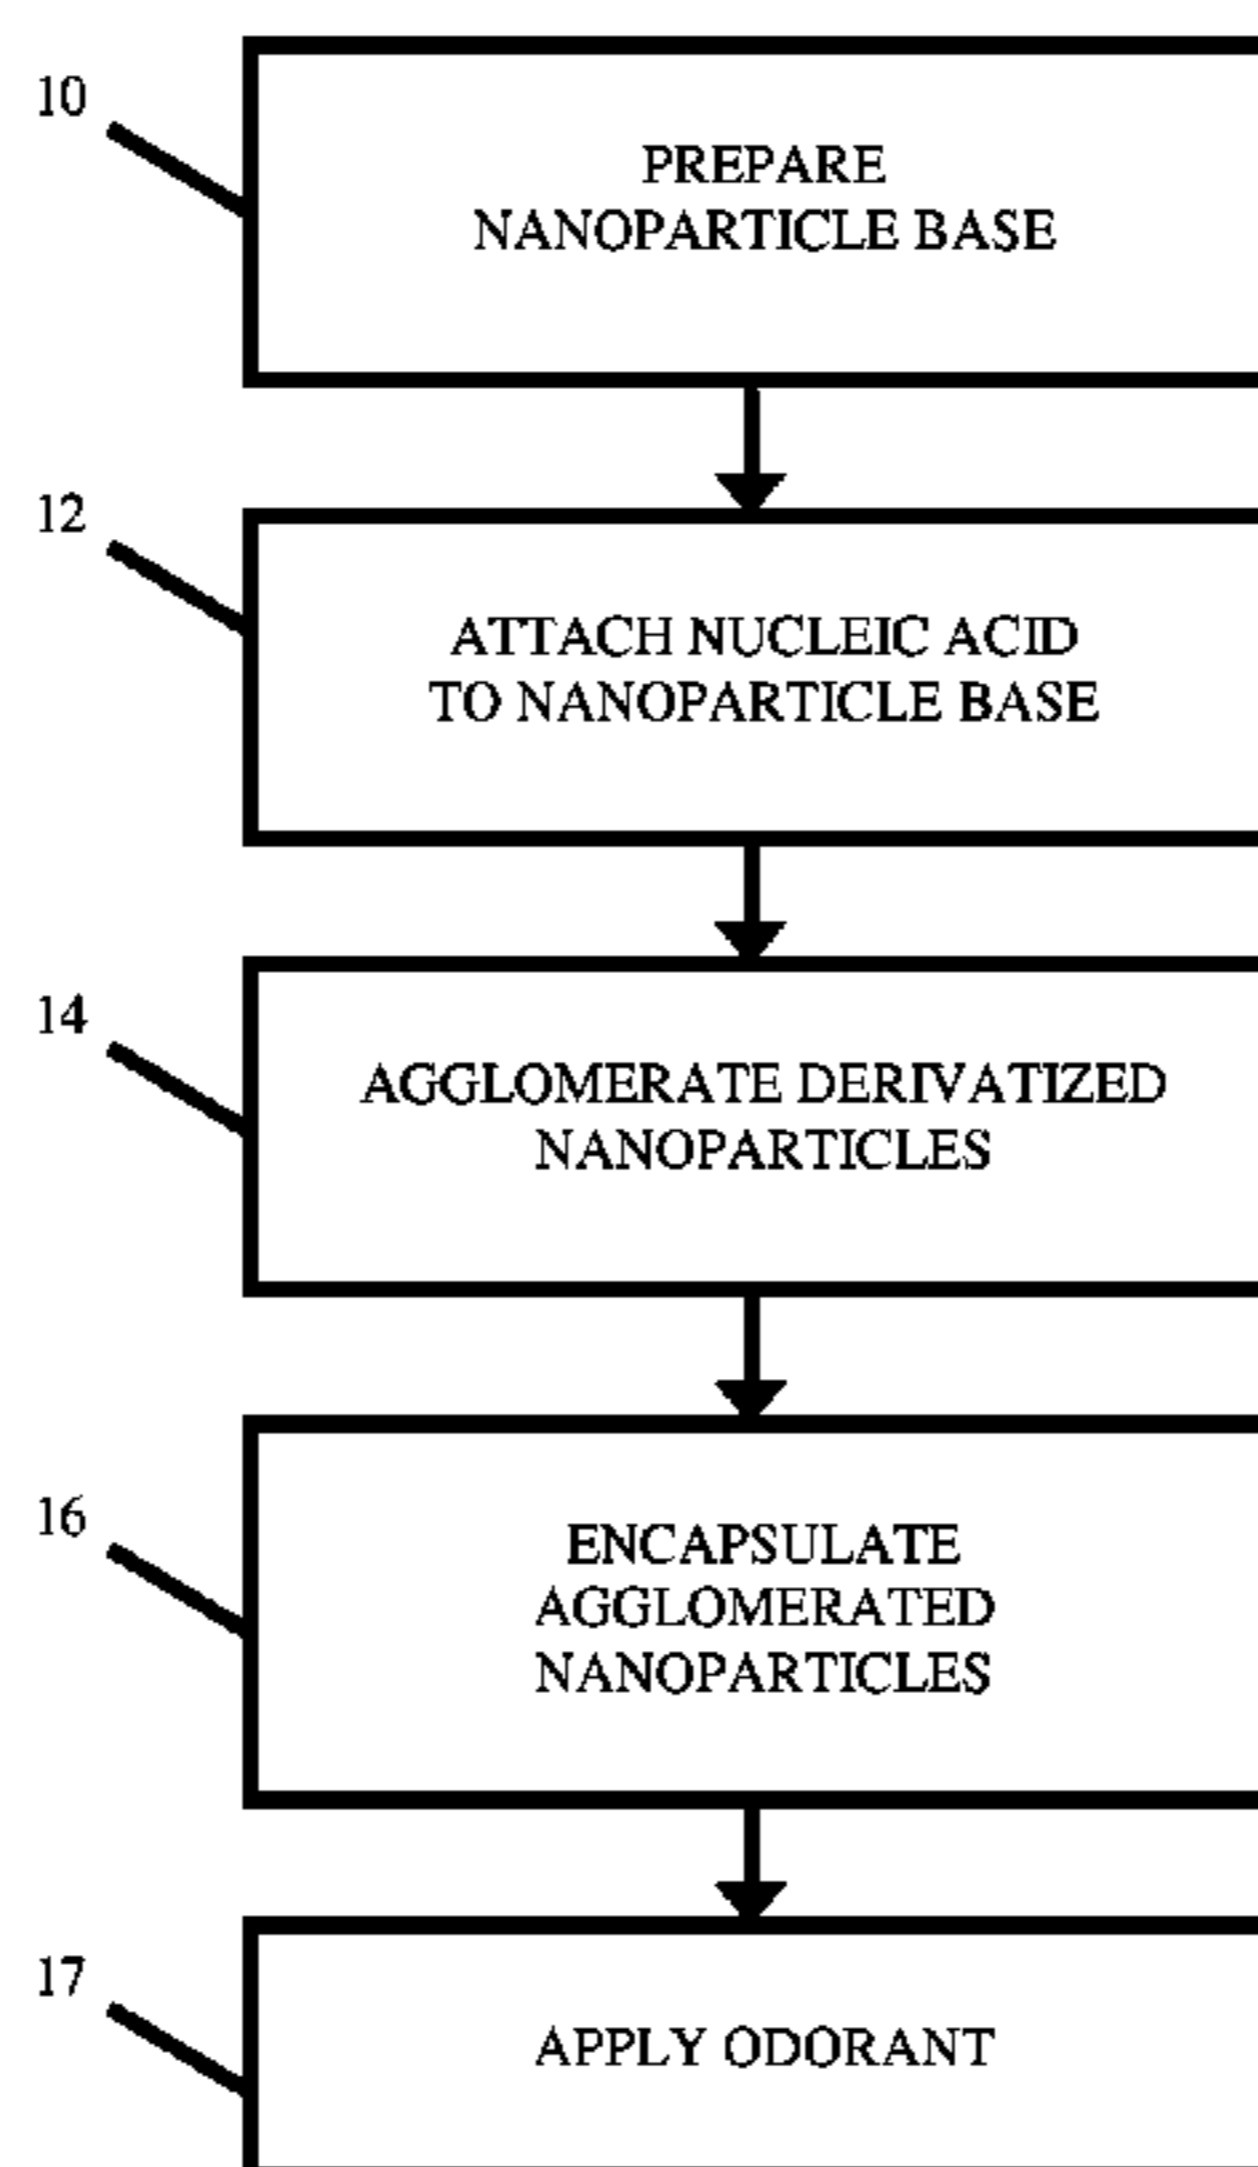 10
PREPARE
NANOPARTICLE BASE
12
ATTACH NUCLEIC ACID
TO NANOPARTICLE BASE
14
AGGLOMERATE DERIVATIZED
NANOPARTICLES
16
ENCAPSULATE
AGGLOMERATED
NANOPARTICLES
17
APPLY ODORANT